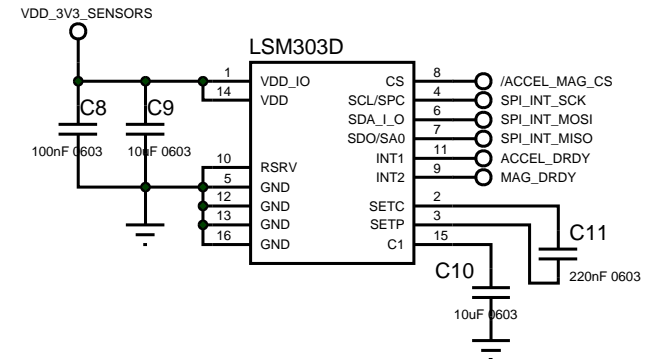 VDD_3V3_SENSORS
LSM303D
1 VDD_IO CS 8 /ACCEL_MAG_CS
14 VDD SCL/SPC 4 SPI_INT_SCK
C8 C9 SDA_I_O 6 SPI_INT_MOSI
SDO/SA0 7 SPI_INT_MISO
100nF 0603 10uF 0603 INT1 11 ACCEL_DRDY
10 RSRV INT2 9 MAG_DRDY
5 GND
12 GND SETC 2
13 GND SETP 3
16 GND C1 15
C11
220nF 0603
C10
10uF 0603